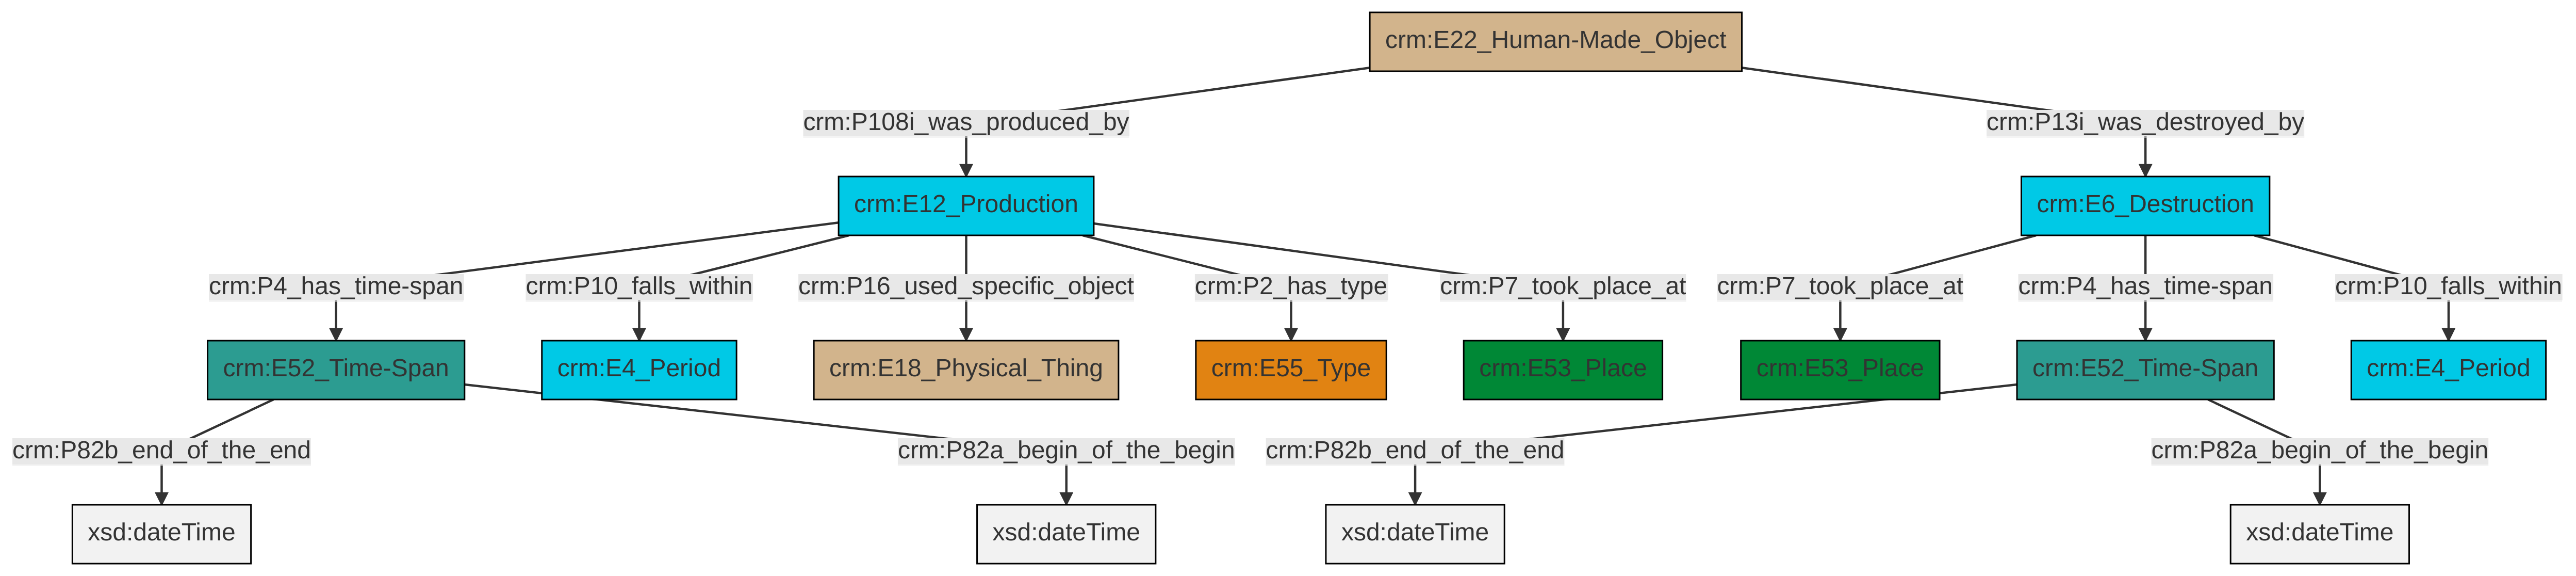 crm:E22_Human-Made_Object
crm:P108i_was_produced_by
crm:P13i_was_destroyed_by
crm:E12_Production
crm:E6_Destruction
crm:P4_has_time-span
crm:P10_falls_within
crm:P16_used_specific_object
crm:P2_has_type
crm:P7_took_place_at
crm:P7_took_place_at
crm:P4_has_time-span
crm:P10_falls_within
crm:E52_Time-Span
crm:E4_Period
crm:E18_Physical_Thing
crm:E55_Type
crm:E53_Place
crm:E53_Place
crm:E52_Time-Span
crm:E4_Period
crm:P82b_end_of_the_end
crm:P82a_begin_of_the_begin
crm:P82b_end_of_the_end
crm:P82a_begin_of_the_begin
xsd:dateTime
xsd:dateTime
xsd:dateTime
xsd:dateTime